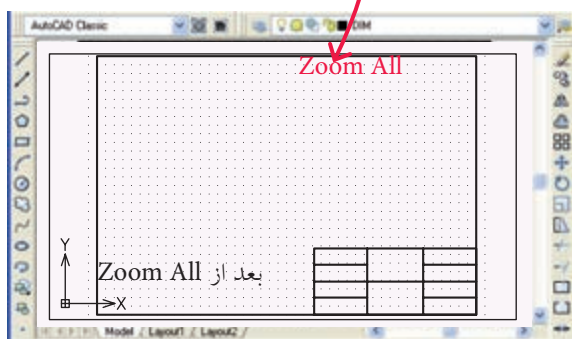 AutoCAD Classic DIM
Zoom All
Y
بعد از Zoom All
X
Model / Layout1 / Layout2 /